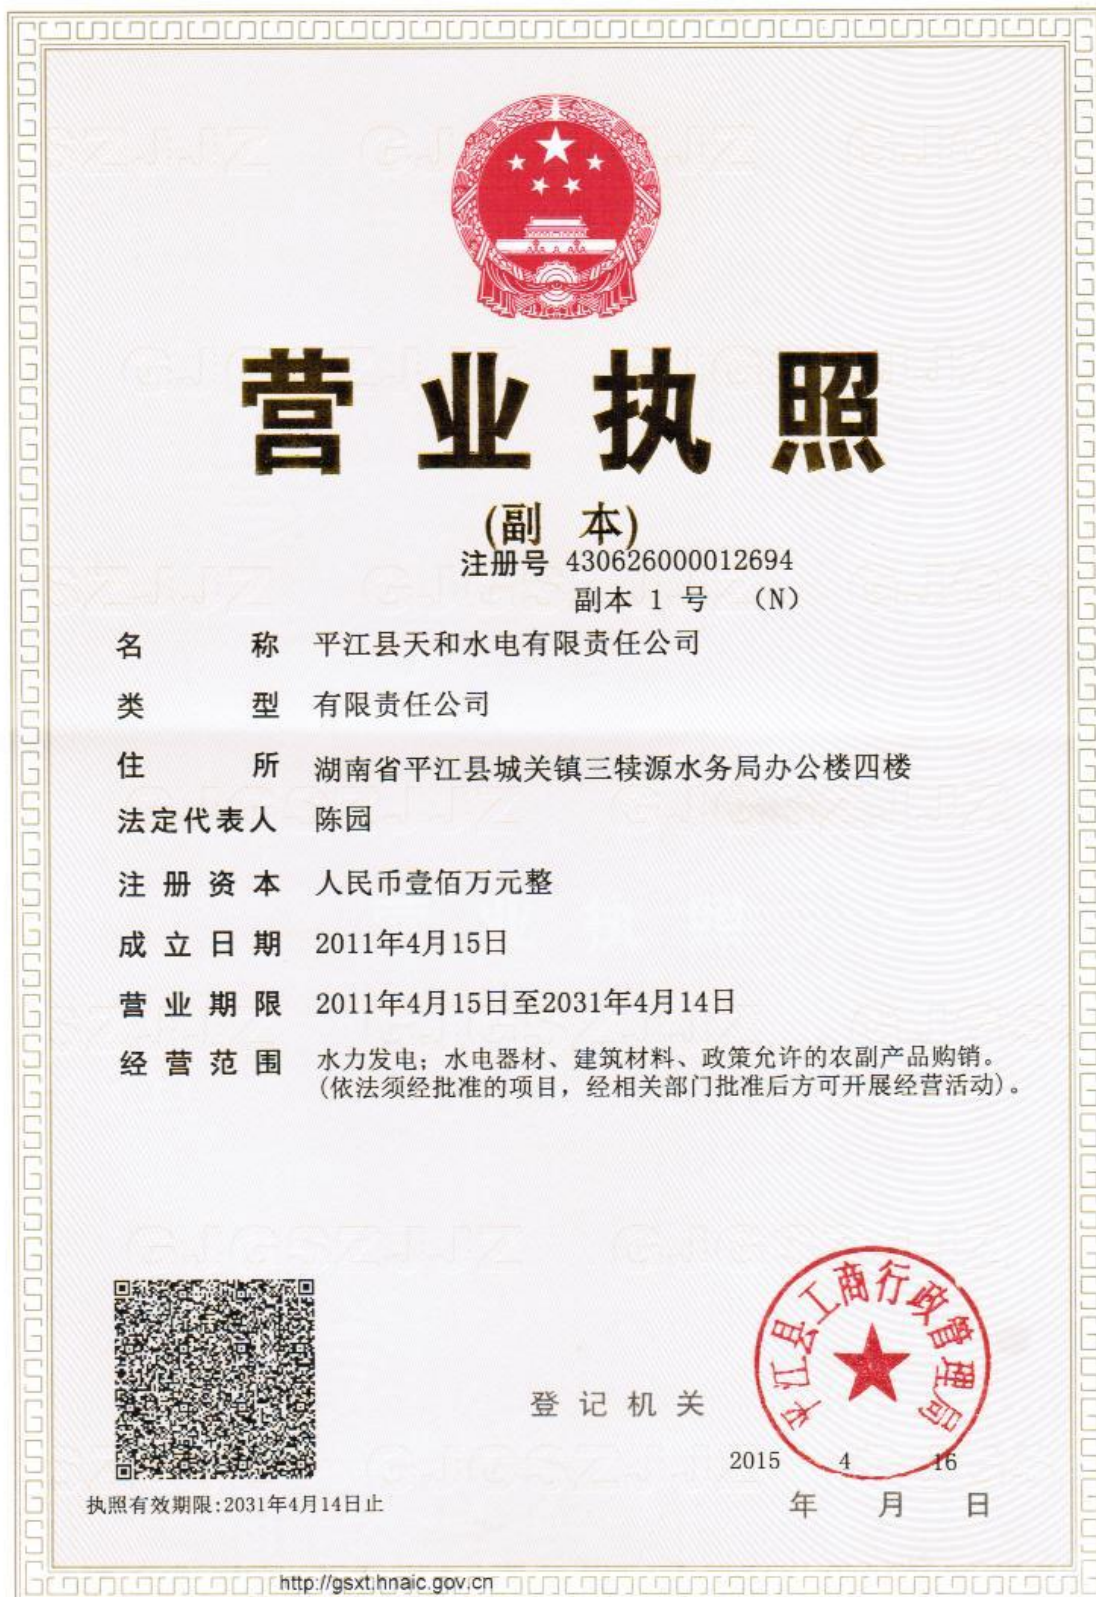 营业执照
(副 本)
注册号 430626000012694
副本 1 号 （N）
名称 平江县天和水电有限责任公司
类型 有限责任公司
住所 湖南省平江县城关镇三犊源水务局办公楼四楼
法定代表人 陈园
注册资本 人民币壹佰万元整
成立日期 2011年4月15日
营业期限 2011年4月15日至2031年4月14日
经营范围 水力发电；水电器材、建筑材料、政策允许的农副产品购销。
(依法须经批准的项目，经相关部门批准后方可开展经营活动)。
平江县工商行政管理局
登记机关
2015 4 16
年 月 日
执照有效期限:2031年4月14日止
http://gsxt.hnaic.gov.cn